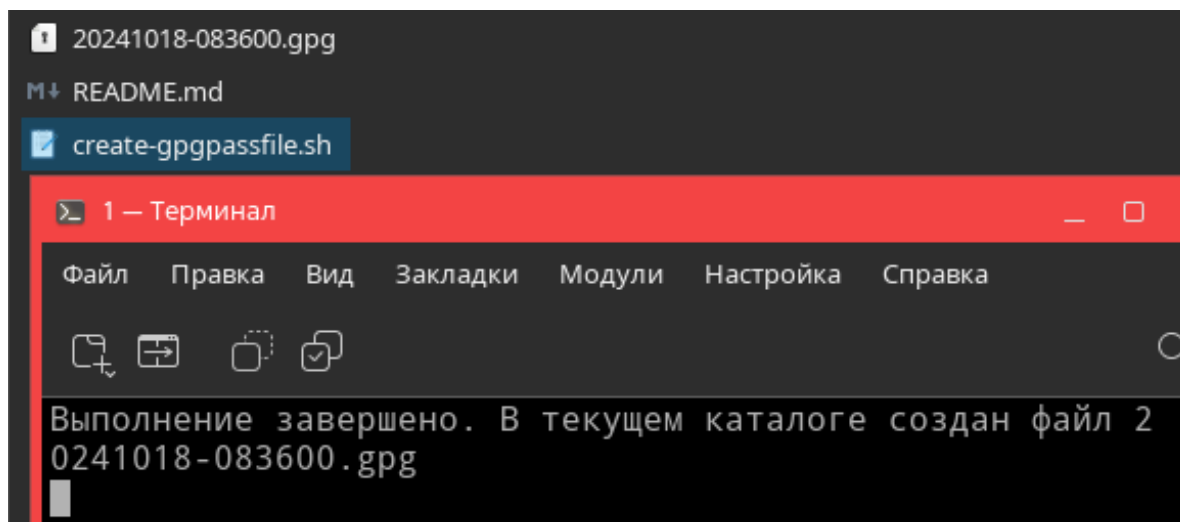 20241018-083600.gpg
M↓ README.md
create-gpgpassfile.sh
1 — Терминал
Файл Правка Вид Закладки Модули Настройка Справка
Выполнение завершено. В текущем каталоге создан файл 2
0241018-083600.gpg